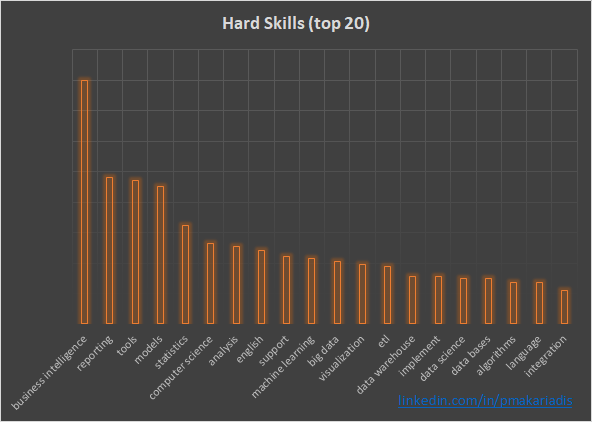 Hard Skills (top 20)
business intelligence
reporting
tools
models
statistics
computer science
analysis
english
support
machine learning
big data
visualization
etl
data warehouse
implement
data science
data bases
algorithms
language
integration
linkedin.com/in/pmakariadis